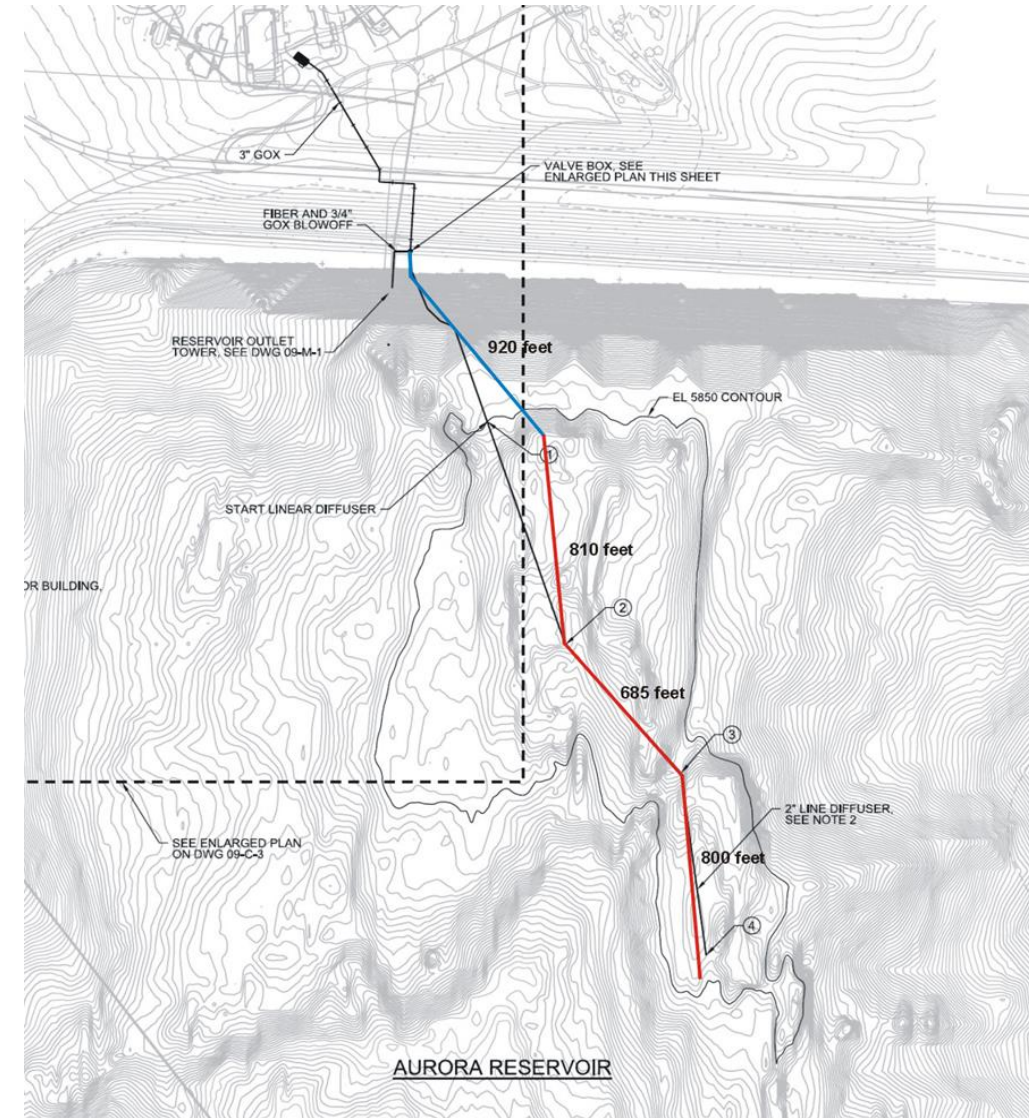 3" GOX
VALVE BOX, SEE
ENLARGED PLAN THIS SHEET
FIBER AND 3/4"
GOX BLOWOFF
RESERVOIR OUTLET
TOWER, SEE DWG 09-M-1
920 feet
EL 5850 CONTOUR
1
START LINEAR DIFFUSER
810 feet
OR BUILDING,
2
685 feet
3
2" LINE DIFFUSER,
SEE NOTE 2
SEE ENLARGED PLAN
ON DWG 09-C-3
800 feet
4
AURORA RESERVOIR